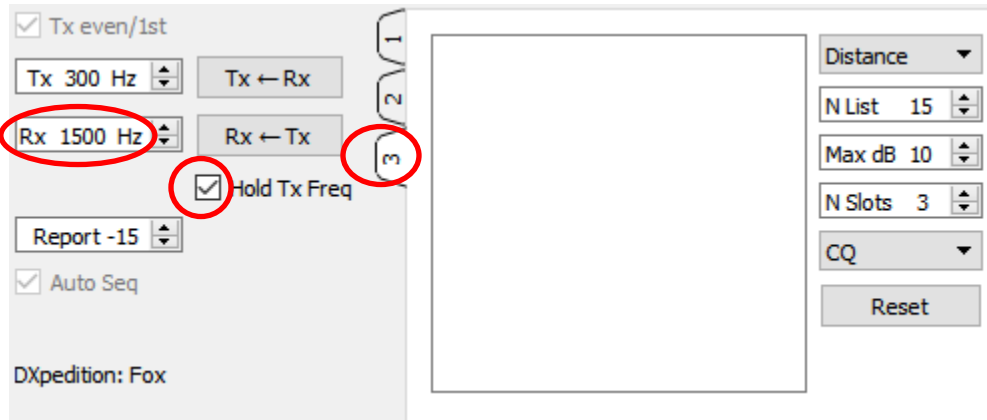 Tx even/1st
Tx 300 Hz
Tx ← Rx
Rx 1500 Hz
Rx ← Tx
Hold Tx Freq
Report -15
Auto Seq
DXpedition: Fox
1
2
3
Distance
N List 15
Max dB 10
N Slots 3
CQ
Reset